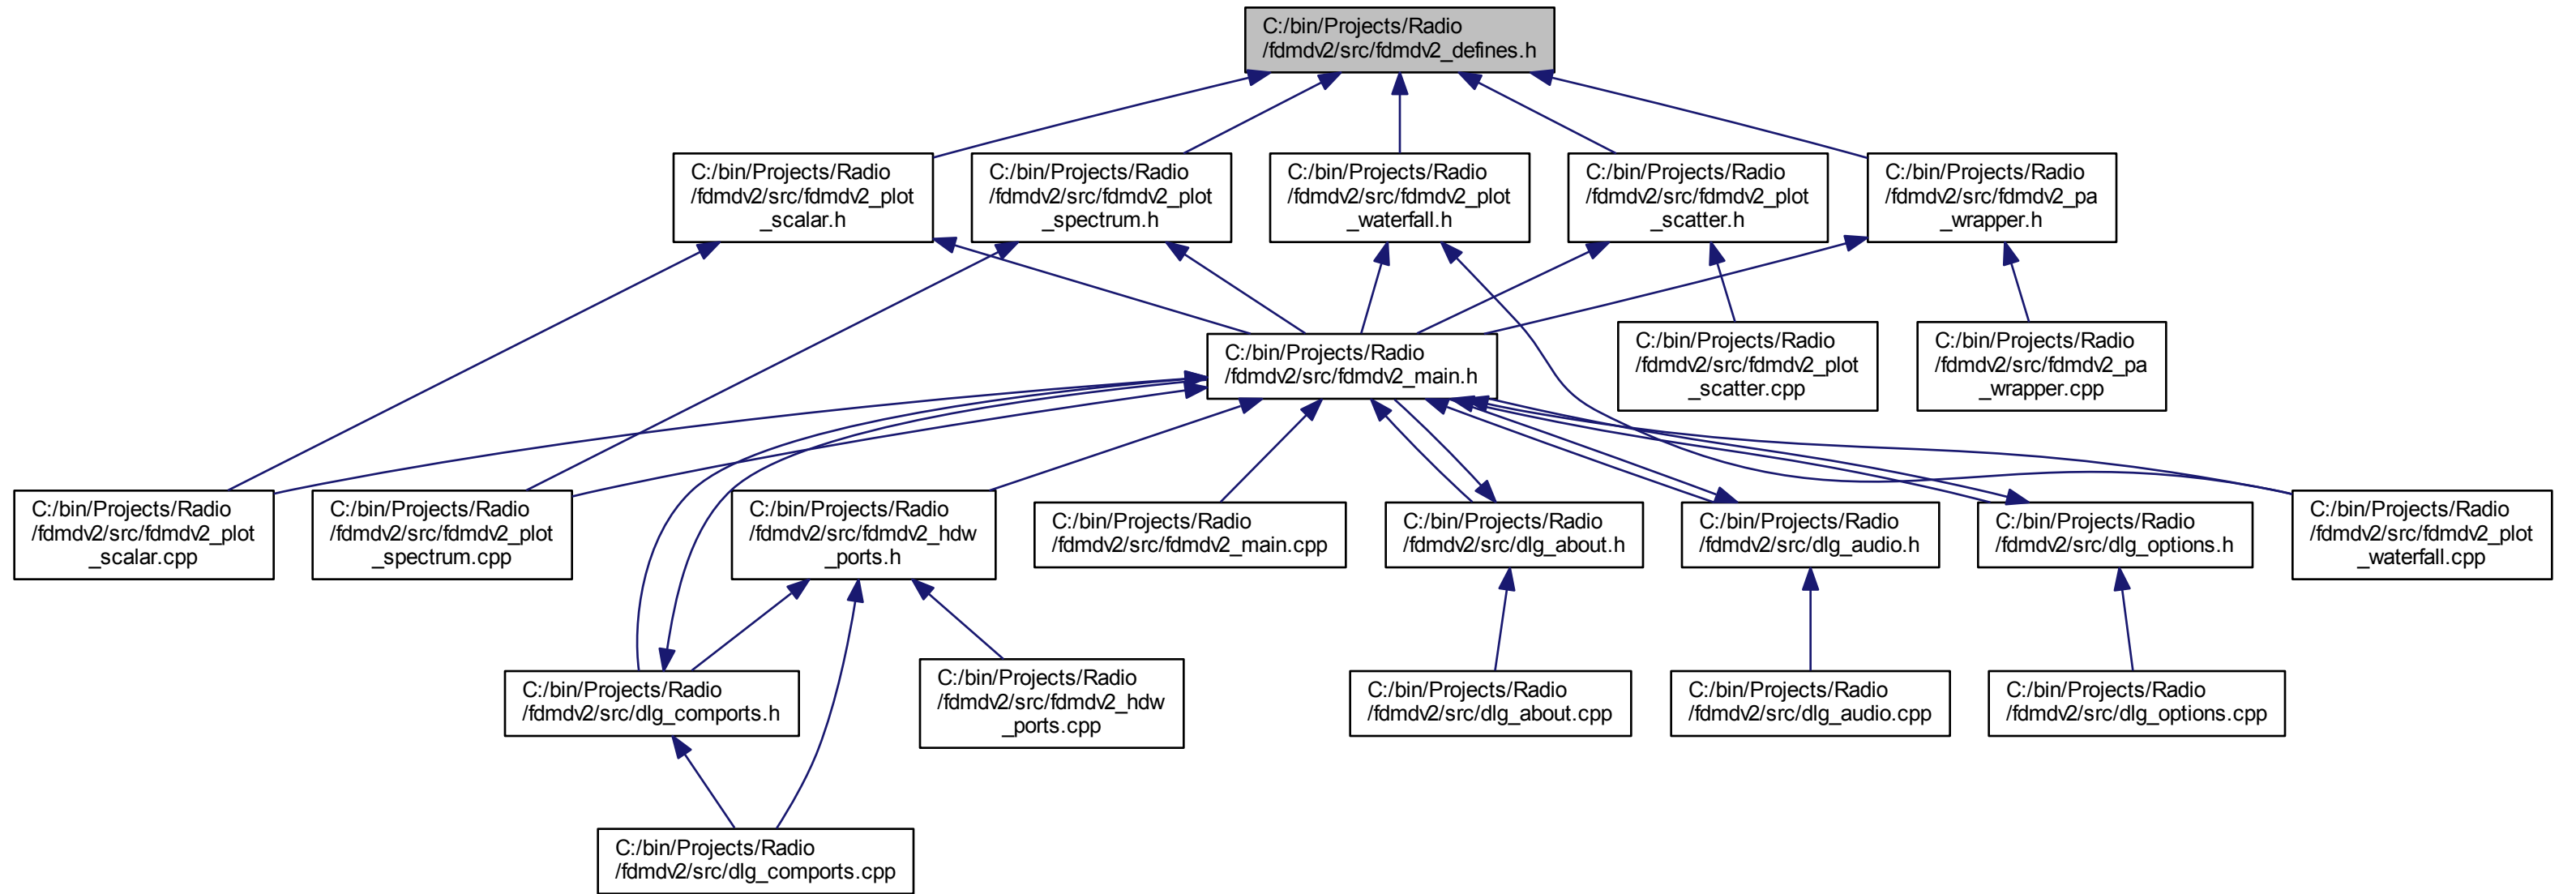 C:/bin/Projects/Radio
/fdmdv2/src/fdmdv2_defines.h
C:/bin/Projects/Radio
/fdmdv2/src/fdmdv2_plot
_scalar.h
C:/bin/Projects/Radio
/fdmdv2/src/fdmdv2_plot
_spectrum.h
C:/bin/Projects/Radio
/fdmdv2/src/fdmdv2_plot
_waterfall.h
C:/bin/Projects/Radio
/fdmdv2/src/fdmdv2_plot
_scatter.h
C:/bin/Projects/Radio
/fdmdv2/src/fdmdv2_pa
_wrapper.h
C:/bin/Projects/Radio
/fdmdv2/src/fdmdv2_main.h
C:/bin/Projects/Radio
/fdmdv2/src/fdmdv2_plot
_scatter.cpp
C:/bin/Projects/Radio
/fdmdv2/src/fdmdv2_pa
_wrapper.cpp
C:/bin/Projects/Radio
/fdmdv2/src/fdmdv2_plot
_scalar.cpp
C:/bin/Projects/Radio
/fdmdv2/src/fdmdv2_plot
_spectrum.cpp
C:/bin/Projects/Radio
/fdmdv2/src/fdmdv2_hdw
_ports.h
C:/bin/Projects/Radio
/fdmdv2/src/fdmdv2_main.cpp
C:/bin/Projects/Radio
/fdmdv2/src/dlg_about.h
C:/bin/Projects/Radio
/fdmdv2/src/dlg_audio.h
C:/bin/Projects/Radio
/fdmdv2/src/dlg_options.h
C:/bin/Projects/Radio
/fdmdv2/src/fdmdv2_plot
_waterfall.cpp
C:/bin/Projects/Radio
/fdmdv2/src/dlg_comports.h
C:/bin/Projects/Radio
/fdmdv2/src/fdmdv2_hdw
_ports.cpp
C:/bin/Projects/Radio
/fdmdv2/src/dlg_about.cpp
C:/bin/Projects/Radio
/fdmdv2/src/dlg_audio.cpp
C:/bin/Projects/Radio
/fdmdv2/src/dlg_options.cpp
C:/bin/Projects/Radio
/fdmdv2/src/dlg_comports.cpp